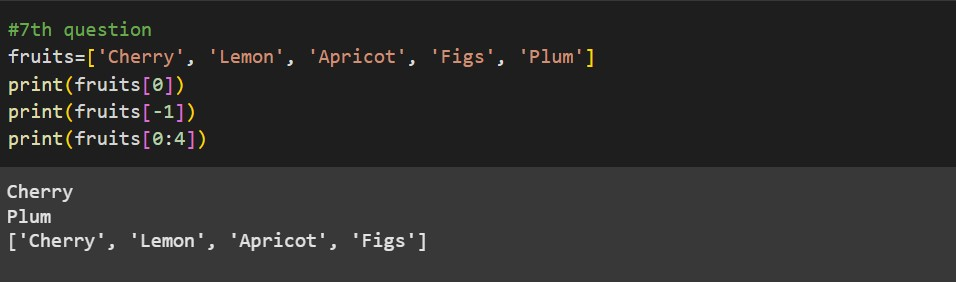 #7th question
fruits=['Cherry', 'Lemon', 'Apricot', 'Figs', 'Plum']
print(fruits[0])
print(fruits[-1])
print(fruits[0:4])
Cherry
Plum
['Cherry', 'Lemon', 'Apricot', 'Figs']